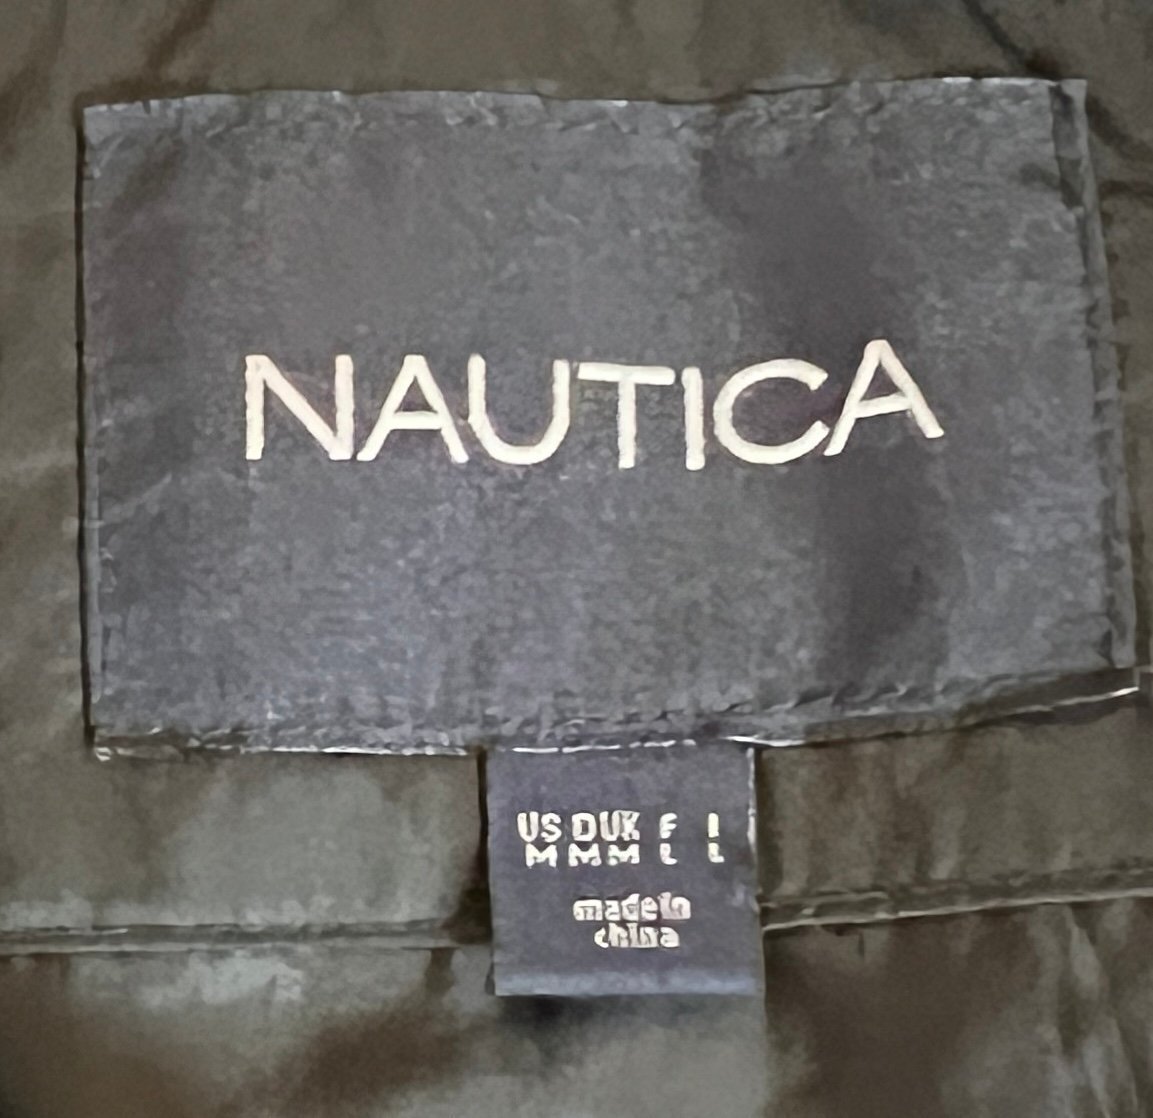 NAUTICA
US D UK F I
M M M L L
made in
china